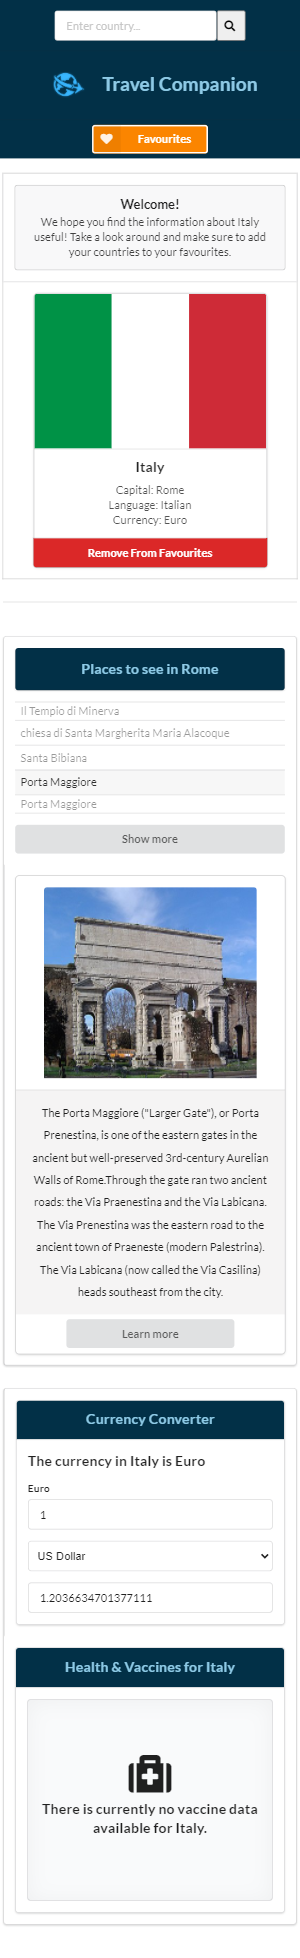 Enter country...
Travel Companion
Favourites
Welcome!
We hope you find the information about Italy
useful! Take a look around and make sure to add
your countries to your favourites.
Italy
Capital: Rome
Language: Italian
Currency: Euro
Remove From Favourites
Places to see in Rome
Il Tempio di Minerva
chiesa di Santa Margherita Maria Alacoque
Santa Bibiana
Porta Maggiore
Porta Maggiore
Show more
The Porta Maggiore ("Larger Gate"), or Porta
Prenestina, is one of the eastern gates in the
ancient but well-preserved 3rd-century Aurelian
Walls of Rome.Through the gate ran two ancient
roads: the Via Praenestina and the Via Labicana.
The Via Prenestina was the eastern road to the
ancient town of Praeneste (modern Palestrina).
The Via Labicana (now called the Via Casilina)
heads southeast from the city.
Learn more
Currency Converter
The currency in Italy is Euro
Euro
1
US Dollar
1.2036634701377111
Health & Vaccines for Italy
There is currently no vaccine data
available for Italy.